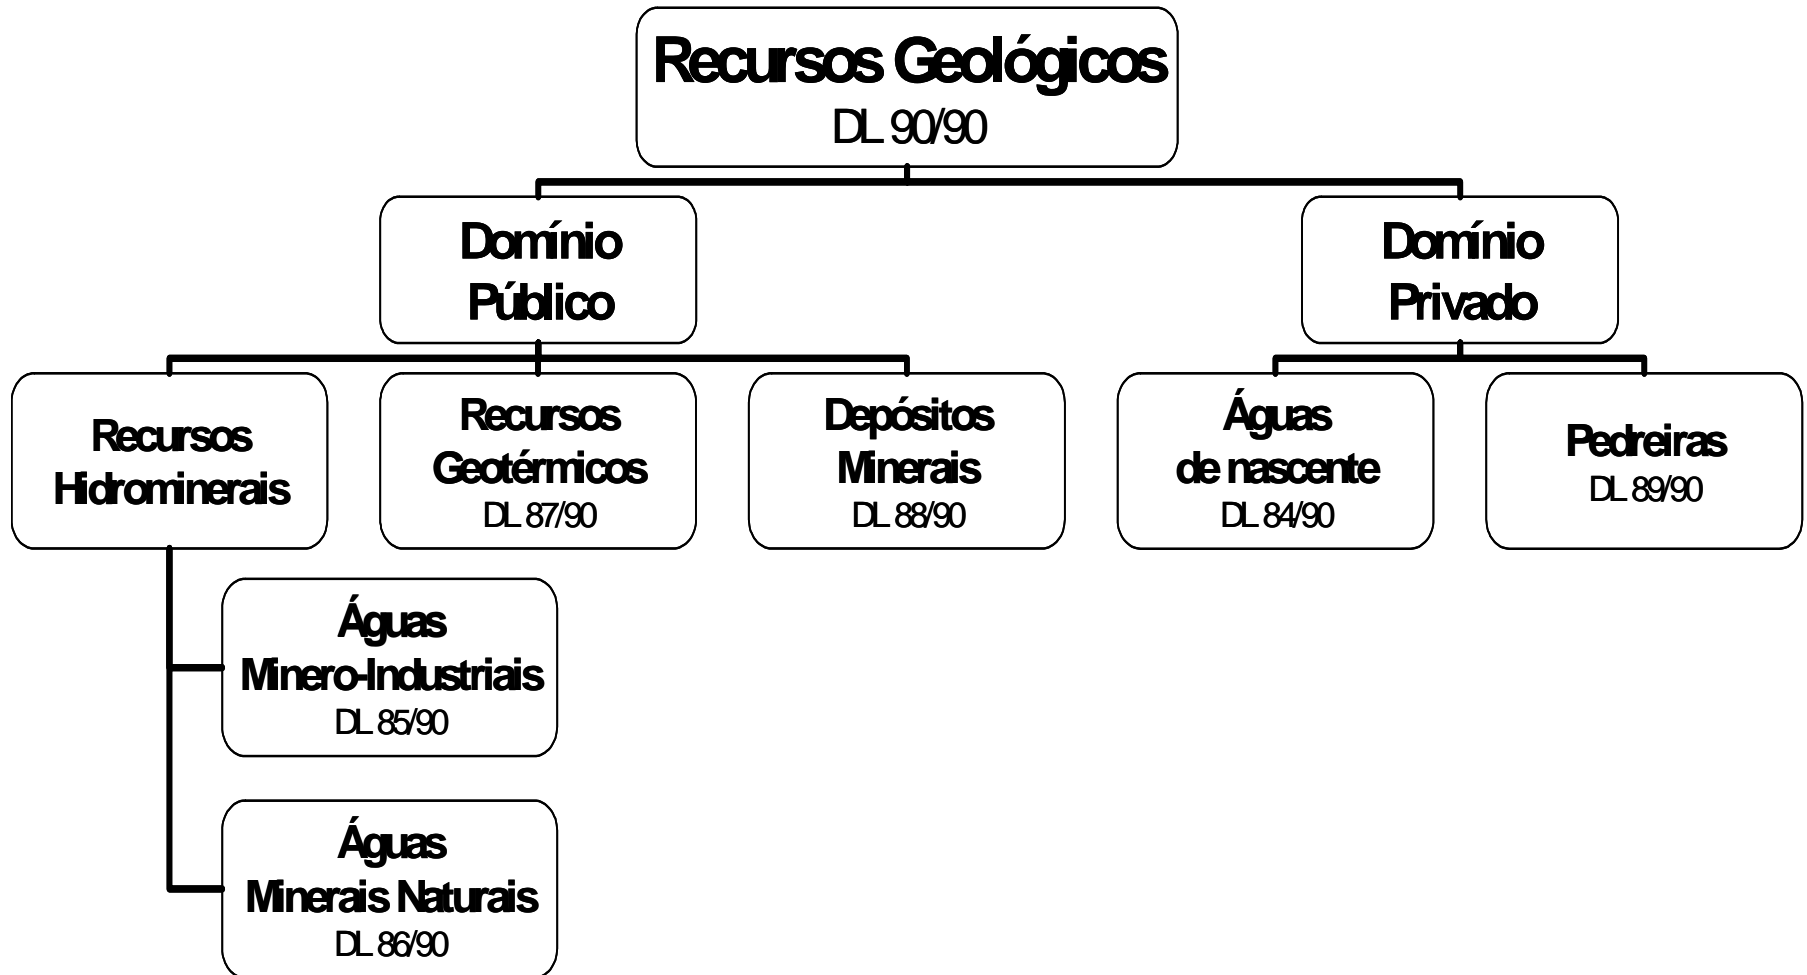 Recursos Geológicos
DL 90/90
Domínio
Público
Domínio
Privado
Recursos
Hidrominerais
Recursos
Geotérmicos
DL 87/90
Depósitos
Minerais
DL 88/90
Águas
de nascente
DL 84/90
Pedreiras
DL 89/90
Águas
Minero-Industriais
DL 85/90
Águas
Minerais Naturais
DL 86/90